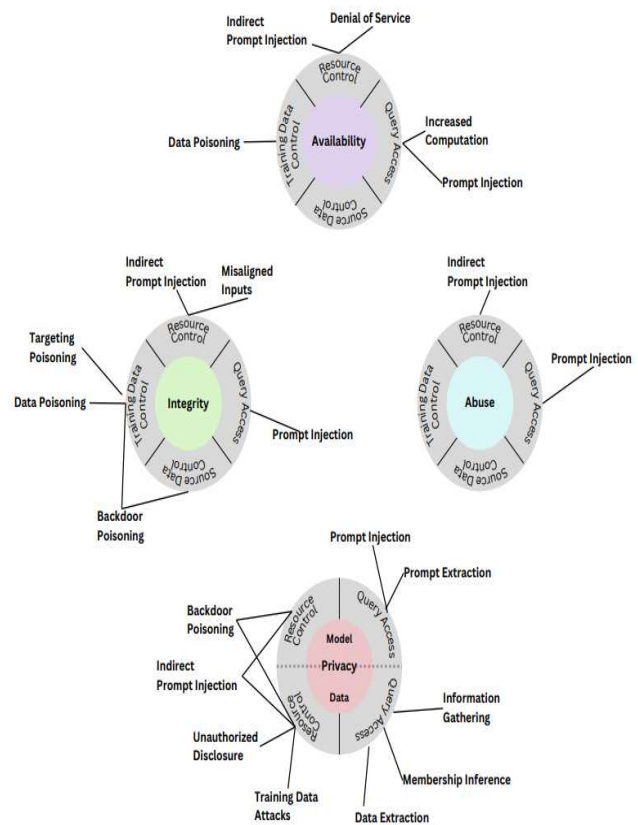 Indirect
Prompt Injection
Denial of Service
Resource
Control
Training Data
Control
Query Access
Source Data
Control
Availability
Data Poisoning
Increased
Computation
Prompt Injection
Indirect
Prompt Injection
Misaligned
Inputs
Targeting
Poisoning
Data Poisoning
Resource
Control
Training Data
Control
Query Access
Source Data
Control
Integrity
Prompt Injection
Backdoor
Poisoning
Indirect
Prompt Injection
Resource
Control
Training Data
Control
Query Access
Source Data
Control
Abuse
Prompt Injection
Prompt Injection
Prompt Extraction
Backdoor
Poisoning
Resource
Control
Query Access
Model
Privacy
Data
Indirect
Prompt Injection
Resource
Control
Query Access
Information
Gathering
Unauthorized
Disclosure
Membership Inference
Training Data
Attacks
Data Extraction